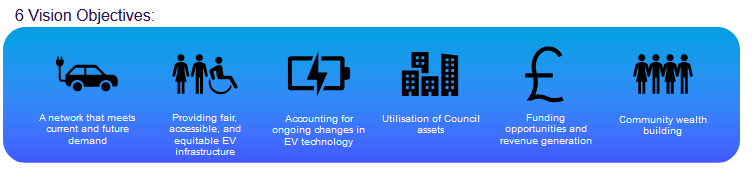 6 Vision Objectives:
A network that meets
current and future
demand
Providing fair,
accessible, and
equitable EV
infrastructure
Accounting for
ongoing changes in
EV technology
Utilisation of Council
assets
£
Funding
opportunities and
revenue generation
Community wealth
building